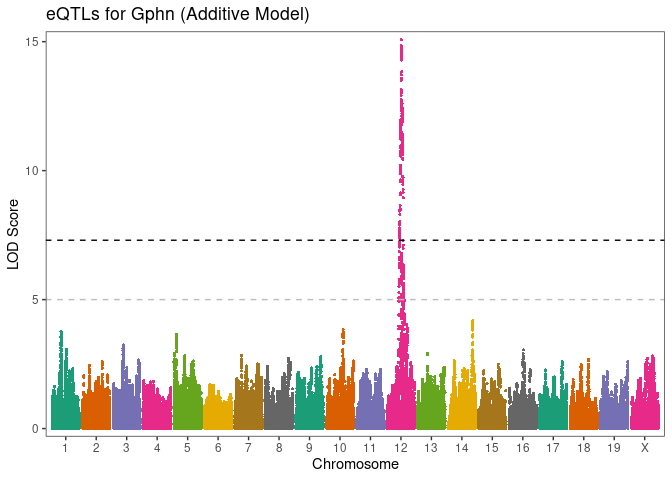 eQTLs for Gphn (Additive Model)
15
10
5
0
LOD Score
1 2 3 4 5 6 7 8 9 10 11 12 13 14 15 16 17 18 19 X
Chromosome